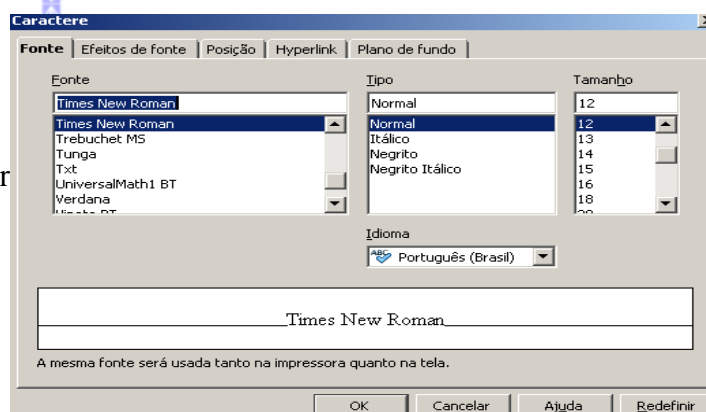 Caractere
Fonte Efeitos de fonte Posição Hyperlink Plano de fundo
Fonte Tipo Tamanho
Times New Roman Normal 12
Times New Roman Normal 12
Trebuchet MS Itálico 13
Tunga Negrito 14
Txt Negrito Itálico 15
r
UniversalMath1 BT 16
Verdana 18
Idioma
Português (Brasil)
Times New Roman
A mesma fonte será usada tanto na impressora quanto na tela.
OK Cancelar Ajuda Redefinir